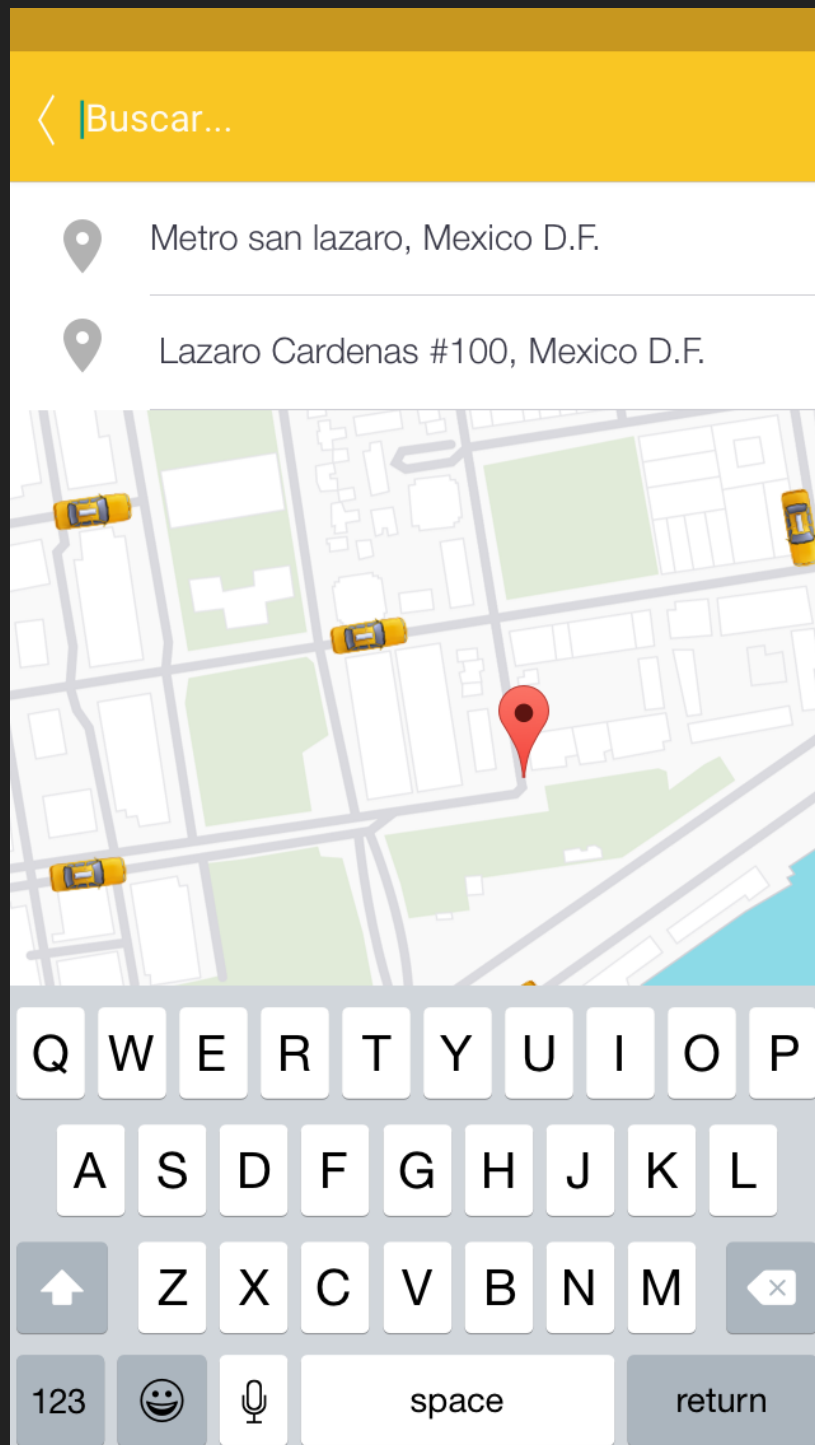 Buscar...
Metro san lazaro, Mexico D.F.
Lazaro Cardenas #100, Mexico D.F.
Q W E R T Y U I O P
A S D F G H J K L
Z X C V B N M
123 space return